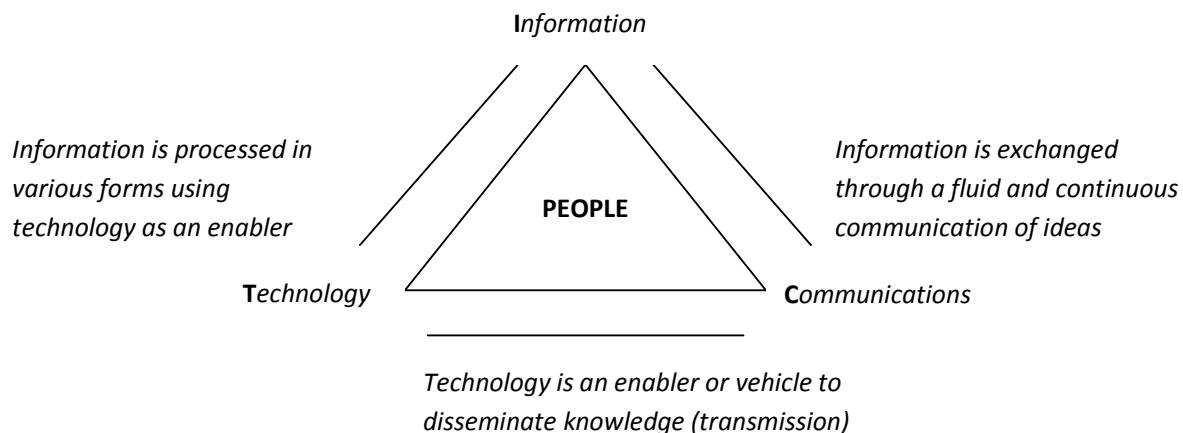 Information
Information is processed in
various forms using
technology as an enabler
Information is exchanged
through a fluid and continuous
communication of ideas
PEOPLE
Technology
Communications
Technology is an enabler or vehicle to
disseminate knowledge (transmission)